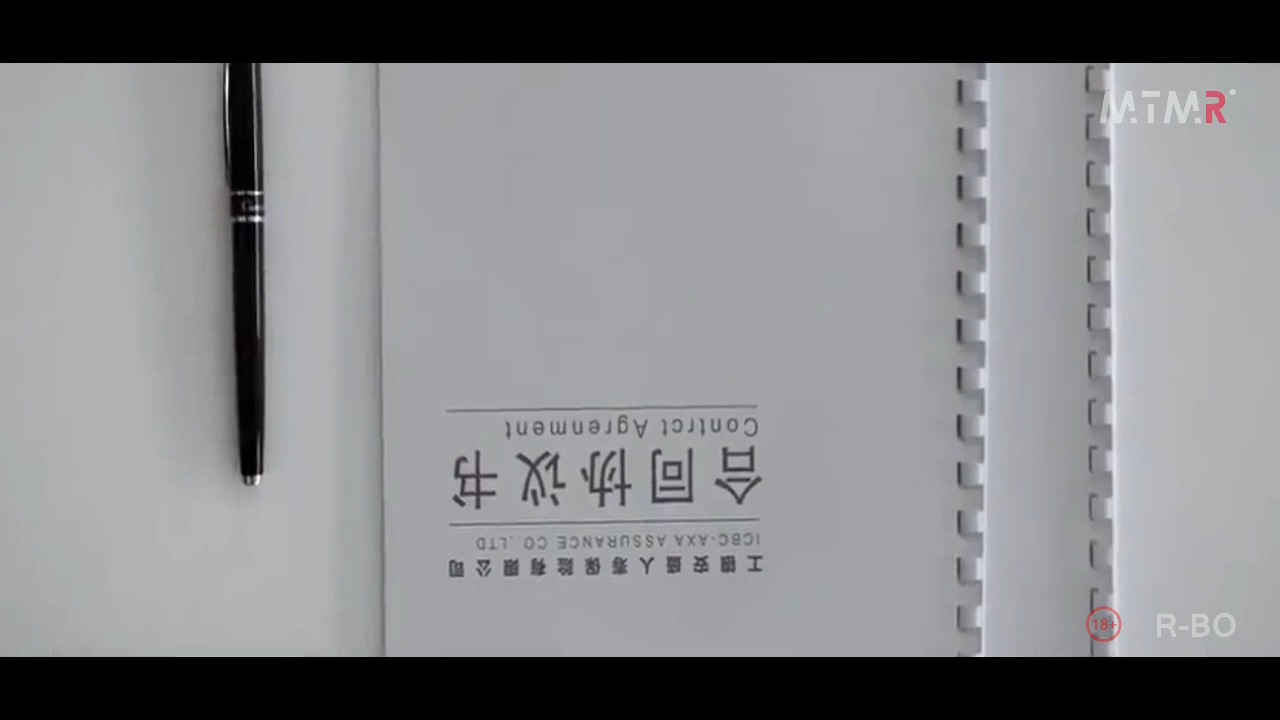 工银安盛人寿保险有限公司
ICBC-AXA ASSURANCE CO.,LTD.
合同协议书
Contrct Agrenment
MTMR
18+
R-BO